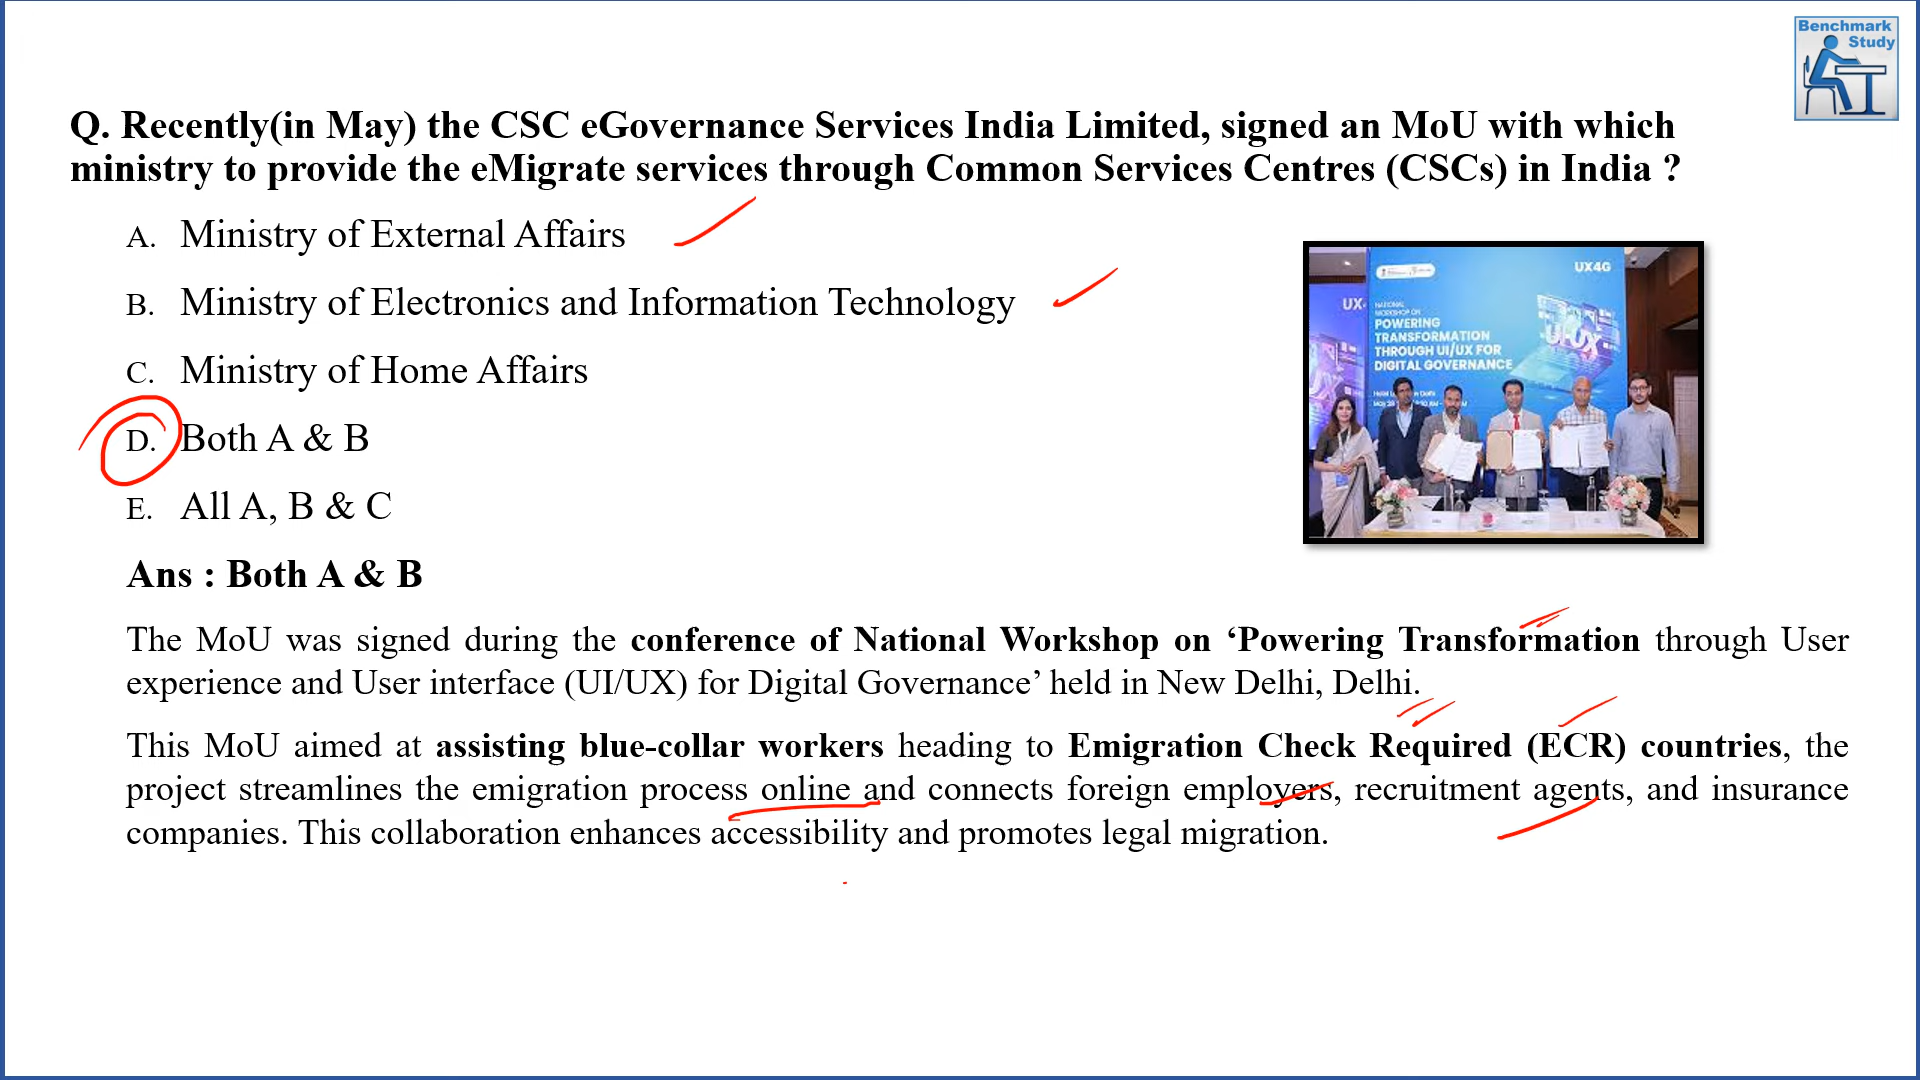 Benchmark
Study
Q. Recently(in May) the CSC eGovernance Services India Limited, signed an MoU with which
ministry to provide the eMigrate services through Common Services Centres (CSCs) in India ?
A. Ministry of External Affairs
B. Ministry of Electronics and Information Technology
C. Ministry of Home Affairs
D. Both A & B
E. All A, B & C
UX4G
UX
NATIONAL
WORKSHOP ON
POWERING
TRANSFORMATION
THROUGH UI/UX FOR
DIGITAL GOVERNANCE
UI UX
Ans : Both A & B
The MoU was signed during the conference of National Workshop on ‘Powering Transformation through User
experience and User interface (UI/UX) for Digital Governance’ held in New Delhi, Delhi.
This MoU aimed at assisting blue-collar workers heading to Emigration Check Required (ECR) countries, the
project streamlines the emigration process online and connects foreign employers, recruitment agents, and insurance
companies. This collaboration enhances accessibility and promotes legal migration.